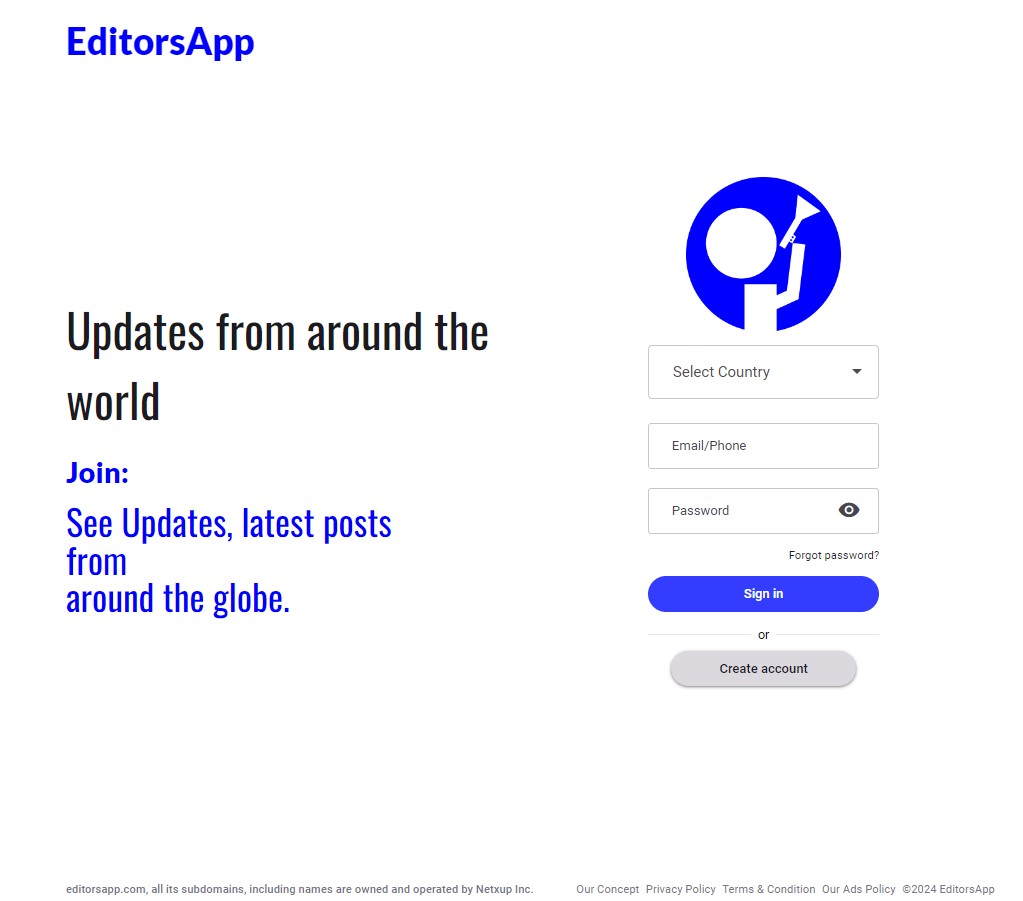 EditorsApp
Updates from around the
world
Join:
See Updates, latest posts
from
around the globe.
Select Country
Email/Phone
Password
Forgot password?
Sign in
or
Create account
editorsapp.com, all its subdomains, including names are owned and operated by Netxup Inc.
Our Concept Privacy Policy Terms & Condition Our Ads Policy ©2024 EditorsApp